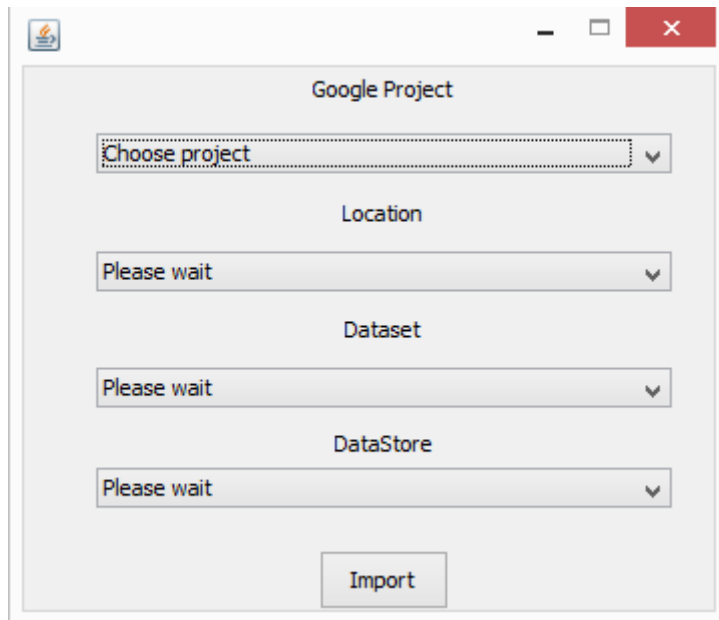 Google Project
Choose project
Location
Please wait
Dataset
Please wait
DataStore
Please wait
Import